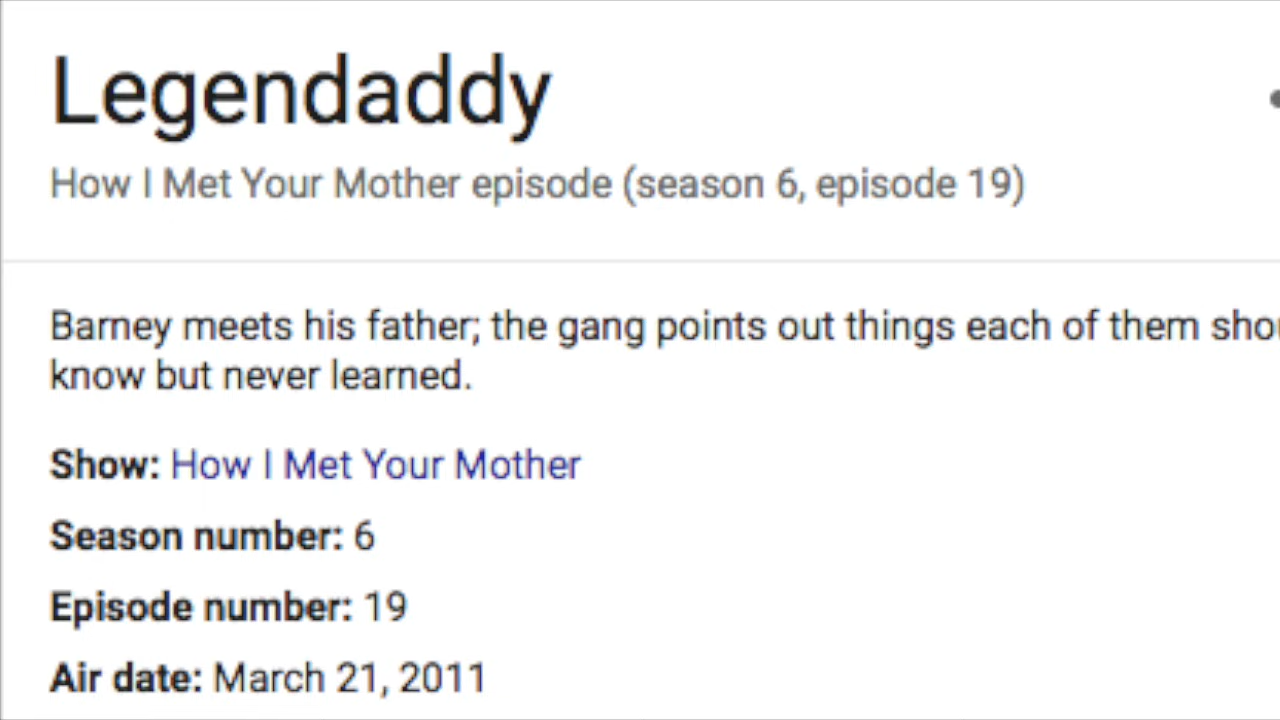 Legendaddy
How I Met Your Mother episode (season 6, episode 19)
Barney meets his father; the gang points out things each of them
know but never learned.
Show: How I Met Your Mother
Season number: 6
Episode number: 19
Air date: March 21, 2011